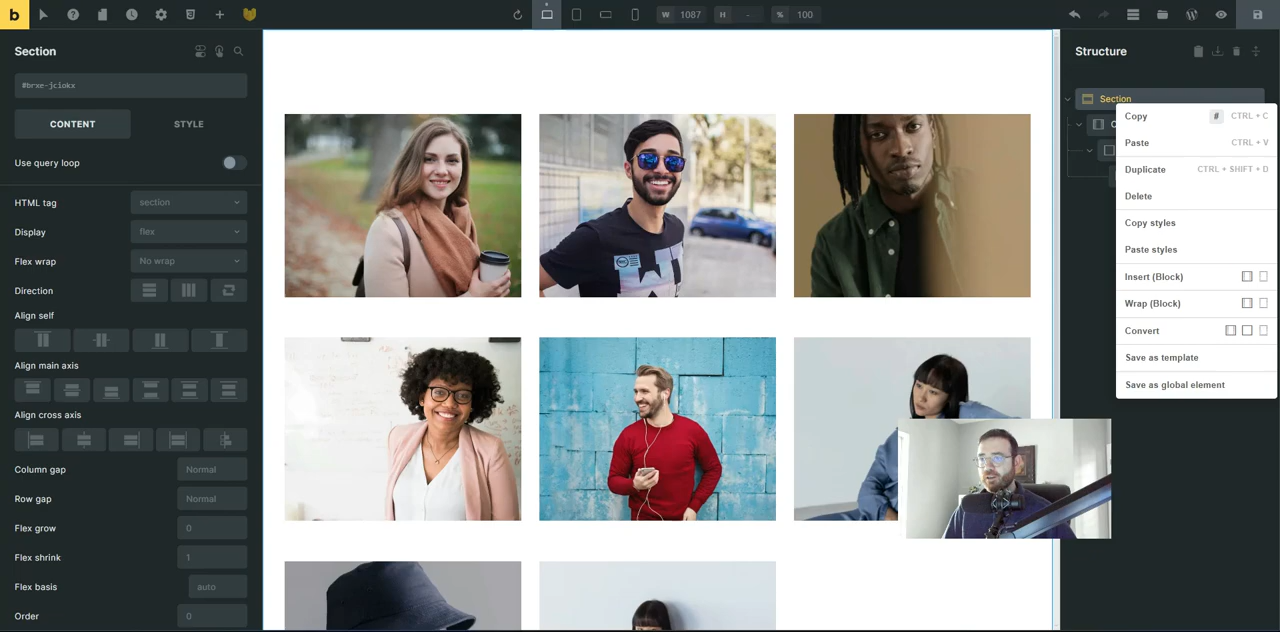 b
W 1087
H -
% 100
Section
#brxe-jciokx
CONTENT
STYLE
Use query loop
HTML tag
section
Display
flex
Flex wrap
No wrap
Direction
Align self
Align main axis
Align cross axis
Column gap
Normal
Row gap
Normal
Flex grow
0
Flex shrink
1
Flex basis
auto
Order
0
Structure
Section
Copy
# CTRL + C
Paste
CTRL + V
Duplicate
CTRL + SHIFT + D
Delete
Copy styles
Paste styles
Insert (Block)
Wrap (Block)
Convert
Save as template
Save as global element